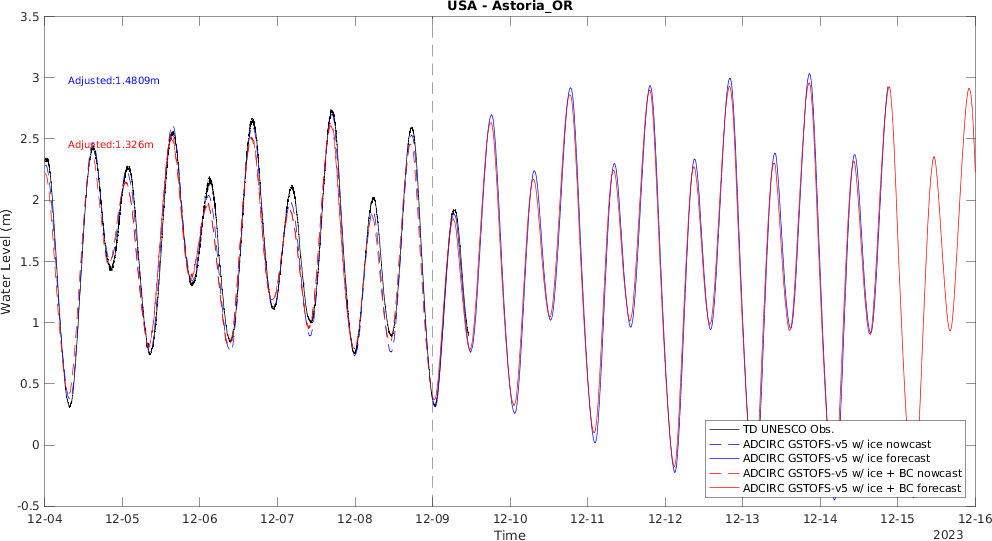 USA - Astoria_OR
3.5
3
2.5
2
1.5
1
0.5
0
-0.5
Water Level (m)
Adjusted:1.4809m
Adjusted:1.326m
TD UNESCO Obs.
ADCIRC GSTOFS-v5 w/ ice nowcast
ADCIRC GSTOFS-v5 w/ ice forecast
ADCIRC GSTOFS-v5 w/ ice + BC nowcast
ADCIRC GSTOFS-v5 w/ ice + BC forecast
12-04 12-05 12-06 12-07 12-08 12-09 12-10 12-11 12-12 12-13 12-14 12-15 12-16
Time
2023